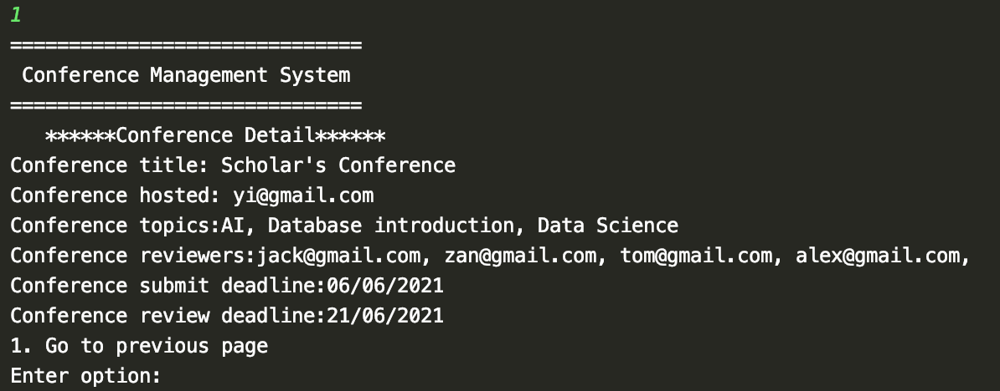 1
==============================
Conference Management System
==============================
******Conference Detail******
Conference title: Scholar's Conference
Conference hosted: yi@gmail.com
Conference topics:AI, Database introduction, Data Science
Conference reviewers:jack@gmail.com, zan@gmail.com, tom@gmail.com, alex@gmail.com,
Conference submit deadline:06/06/2021
Conference review deadline:21/06/2021
1. Go to previous page
Enter option: